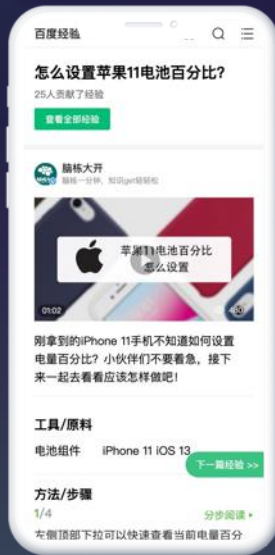 百度经验
怎么设置苹果11电池百分比?
25人贡献了经验
查看全部经验
脑栋大开
脑栋一分钟,知识get轻轻松
苹果11电池百分比
怎么设置
01:02
刚拿到的iPhone 11手机不知道如何设置
电量百分比?小伙伴们不要着急,接下
来一起去看看应该怎样做吧!
工具/原料
电池组件 iPhone 11 iOS 13
下一篇经验 >>
方法/步骤
1/4 分步阅读
左侧顶部下拉可以快速查看当前电量百分